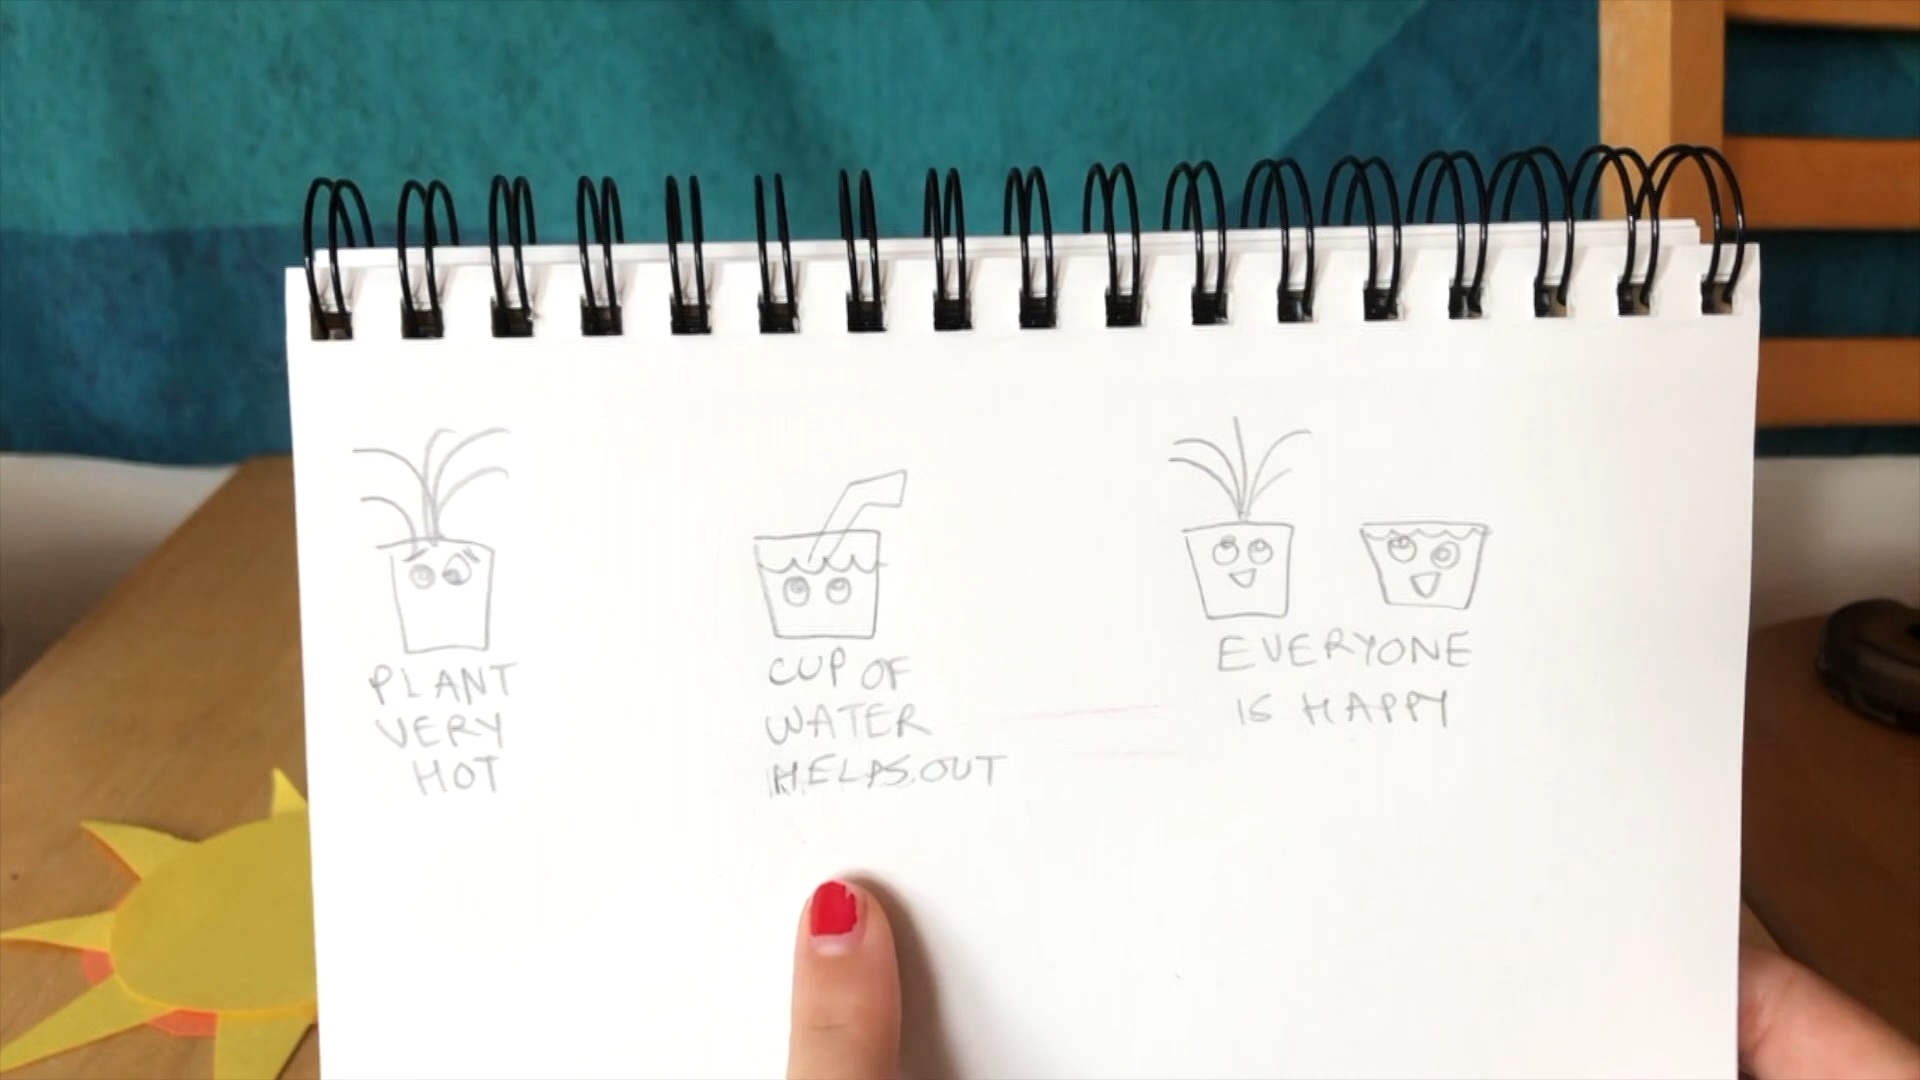 PLANT
VERY
HOT
CUP OF
WATER
HELPS.OUT
EVERYONE
IS HAPPY